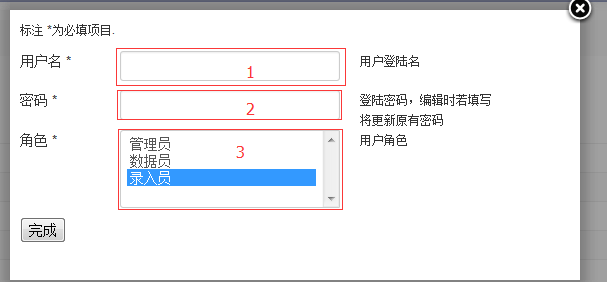 标注 *为必填项目.
用户名 *
1
用户登陆名
密码 *
2
登陆密码，编辑时若填写
将更新原有密码
角色 *
管理员
数据员
录入员
3
用户角色
完成